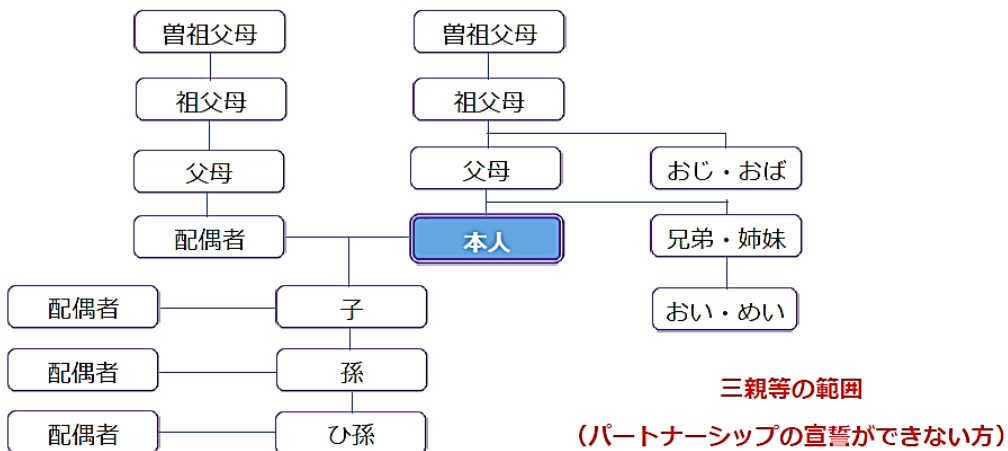 曽祖父母
曽祖父母
祖父母
祖父母
父母
父母
おじ・おば
配偶者
本人
兄弟・姉妹
配偶者
子
おい・めい
配偶者
孫
配偶者
ひ孫
三親等の範囲
（パートナーシップの宣誓ができない方）